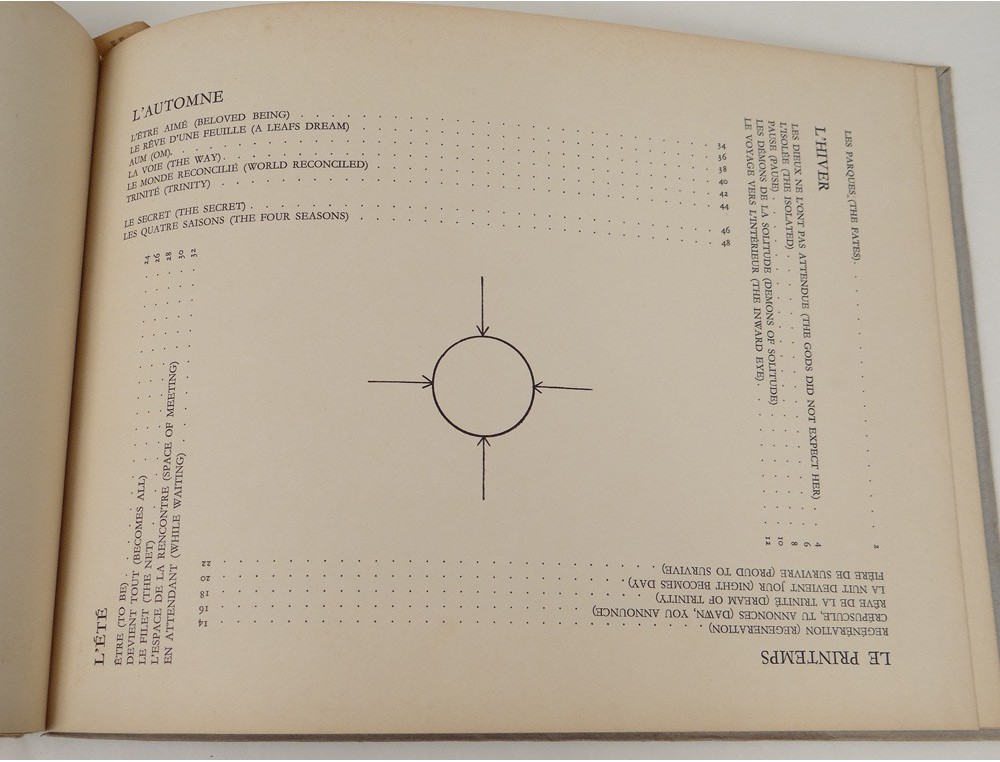 L'AUTOMNE
L'ÊTRE AIMÉ (BELOVED BEING) . . . . 34
LE RÊVE D'UNE FEUILLE (A LEAFS DREAM) . . . . 36
AUM (OM). . . . . 38
LA VOIE (THE WAY). . . . . 40
LE MONDE RECONCILIÉ (WORLD RECONCILED) . . . . 42
TRINITÉ (TRINITY) . . . . 44
LE SECRET (THE SECRET) . . . . 46
LES QUATRE SAISONS (THE FOUR SEASONS) . . . . 48
LES PARQUES (THE FATES). . . . . 2
L'HIVER
LES DIEUX NE L'ONT PAS ATTENDUE (THE GODS DID NOT EXPECT HER) . . . . 4
L'ISOLÉE (THE ISOLATED) . . . . 6
PAUSE (PAUSE) . . . . 8
LES DÉMONS DE LA SOLITUDE (DEMONS OF SOLITUDE) . . . . 10
LE VOYAGE VERS L'INTÉRIEUR (THE INWARD EYE). . . . . 12
LE PRINTEMPS
REGÉNÉRATION (REGENERATION) . . . . 14
CRÉPUSCULE, TU ANNONCES (DAWN, YOU ANNOUNCE) . . . . 16
RÊVE DE LA TRINITÉ (DREAM OF TRINITY) . . . . 18
LA NUIT DEVIENT JOUR (NIGHT BECOMES DAY) . . . . 20
FIÈRE DE SURVIVRE (PROUD TO SURVIVE) . . . . 22
L'ÉTÉ
ÊTRE (TO BE) . . . . 24
DEVIENT TOUT (BECOMES ALL) . . . . 26
LE FILET (THE NET) . . . . 28
L'ESPACE DE LA RENCONTRE (SPACE OF MEETING) . . . . 30
EN ATTENDANT (WHILE WAITING) . . . . 32